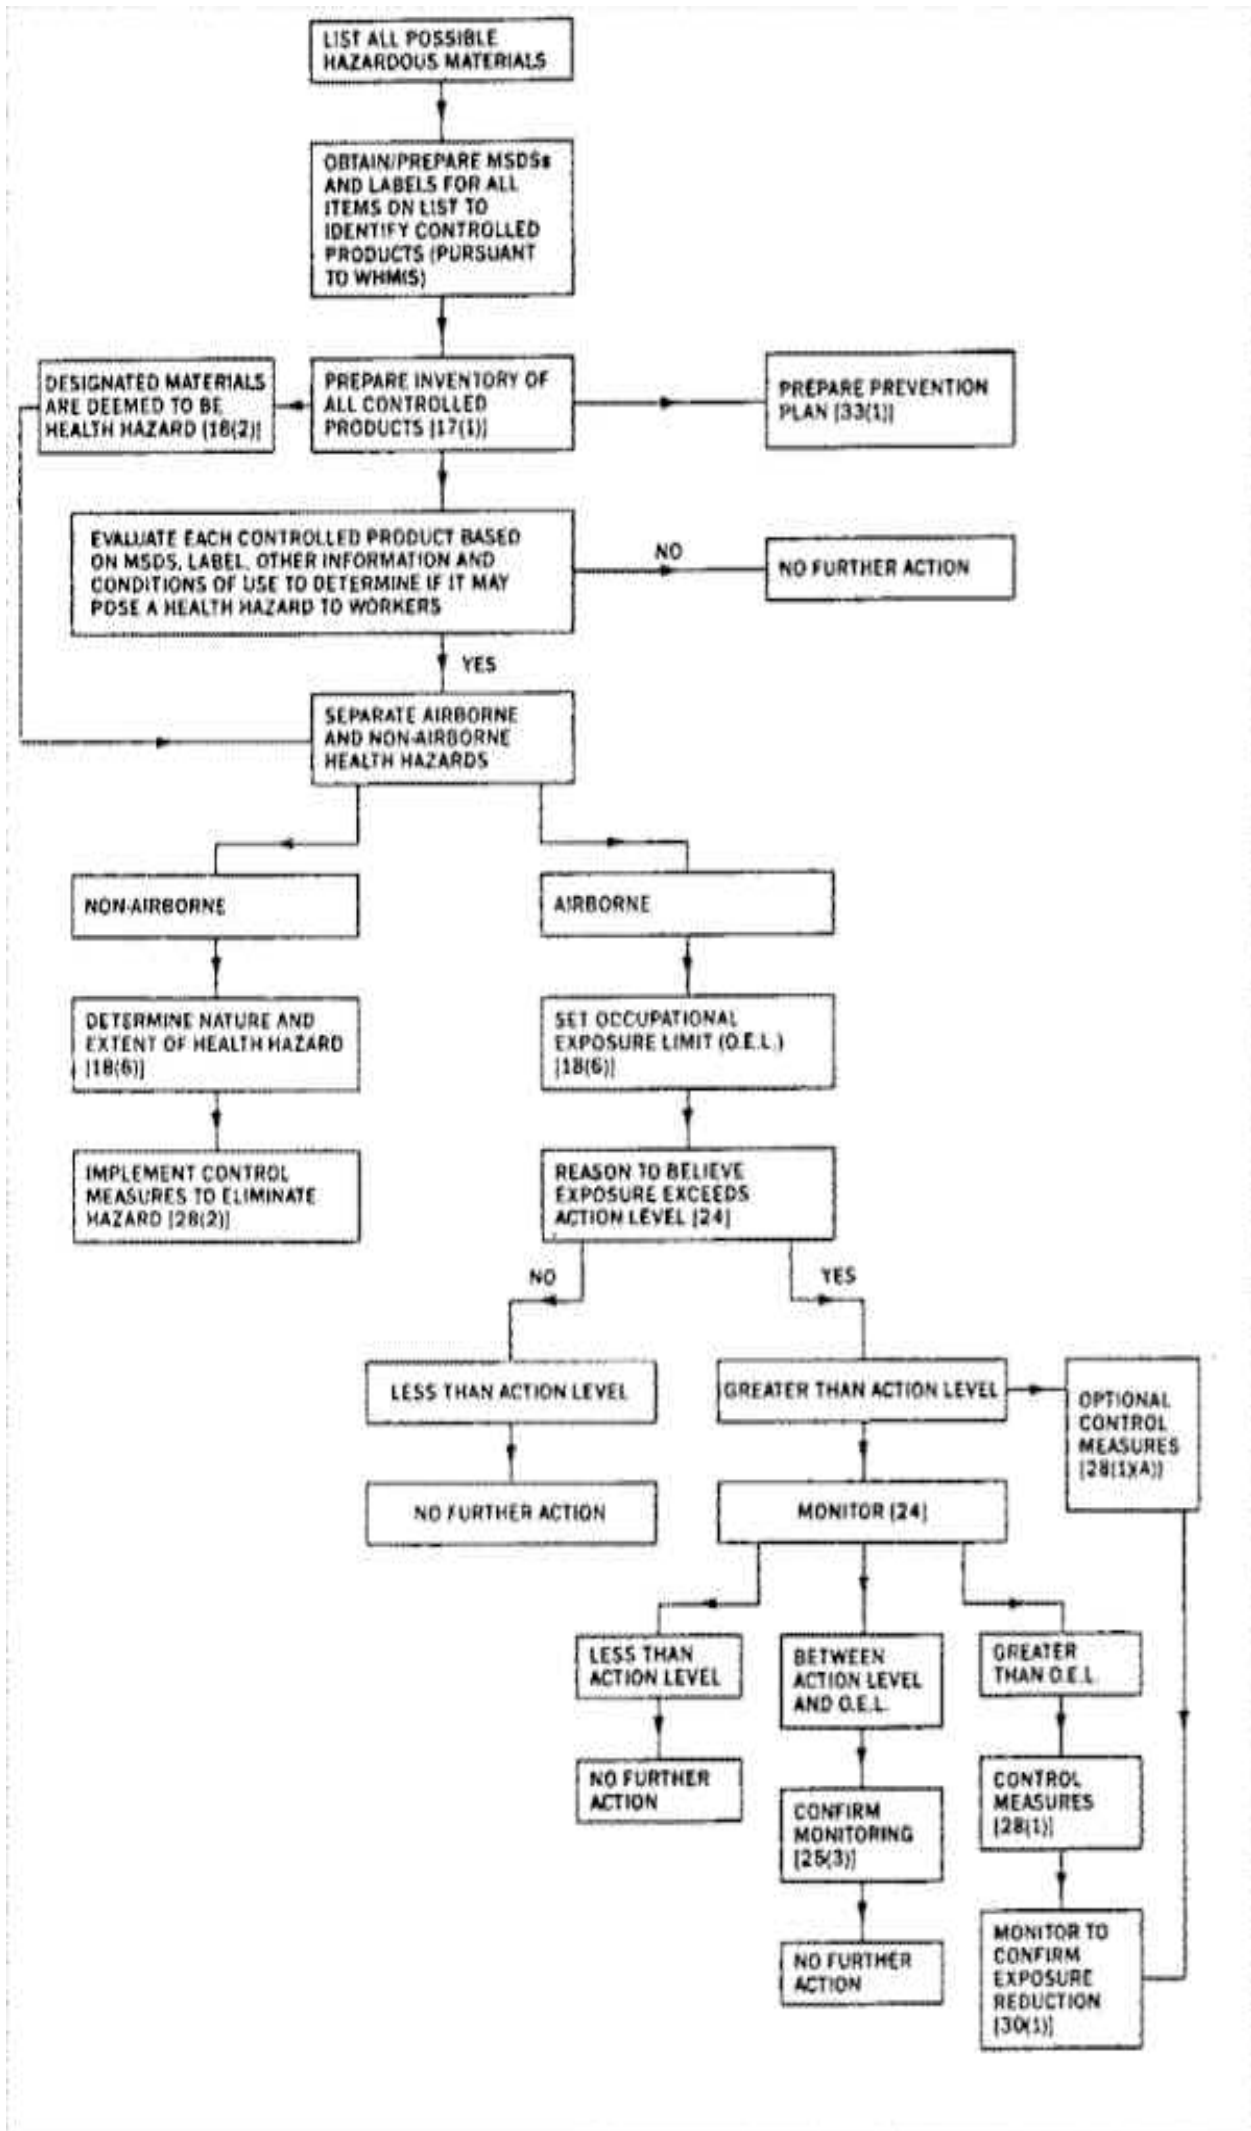 LIST ALL POSSIBLE
HAZARDOUS MATERIALS
OBTAIN/PREPARE MSDSs
AND LABELS FOR ALL
ITEMS ON LIST TO
IDENTIFY CONTROLLED
PRODUCTS (PURSUANT
TO WHM(S)
DESIGNATED MATERIALS
ARE DEEMED TO BE
HEALTH HAZARD [18(2)]
PREPARE INVENTORY OF
ALL CONTROLLED
PRODUCTS [17(1)]
PREPARE PREVENTION
PLAN [33(1)]
EVALUATE EACH CONTROLLED PRODUCT BASED
ON MSDS, LABEL, OTHER INFORMATION AND
CONDITIONS OF USE TO DETERMINE IF IT MAY
POSE A HEALTH HAZARD TO WORKERS
NO
NO FURTHER ACTION
YES
SEPARATE AIRBORNE
AND NON-AIRBORNE
HEALTH HAZARDS
NON-AIRBORNE
AIRBORNE
DETERMINE NATURE AND
EXTENT OF HEALTH HAZARD
[18(6)]
SET OCCUPATIONAL
EXPOSURE LIMIT (O.E.L.)
[18(6)]
IMPLEMENT CONTROL
MEASURES TO ELIMINATE
HAZARD [28(2)]
REASON TO BELIEVE
EXPOSURE EXCEEDS
ACTION LEVEL [24]
NO
YES
LESS THAN ACTION LEVEL
GREATER THAN ACTION LEVEL
OPTIONAL
CONTROL
MEASURES
[28(1)(A)]
NO FURTHER ACTION
MONITOR [24]
LESS THAN
ACTION LEVEL
BETWEEN
ACTION LEVEL
AND O.E.L.
GREATER
THAN O.E.L.
NO FURTHER
ACTION
CONFIRM
MONITORING
[25(3)]
CONTROL
MEASURES
[28(1)]
NO FURTHER
ACTION
MONITOR TO
CONFIRM
EXPOSURE
REDUCTION
[30(1)]